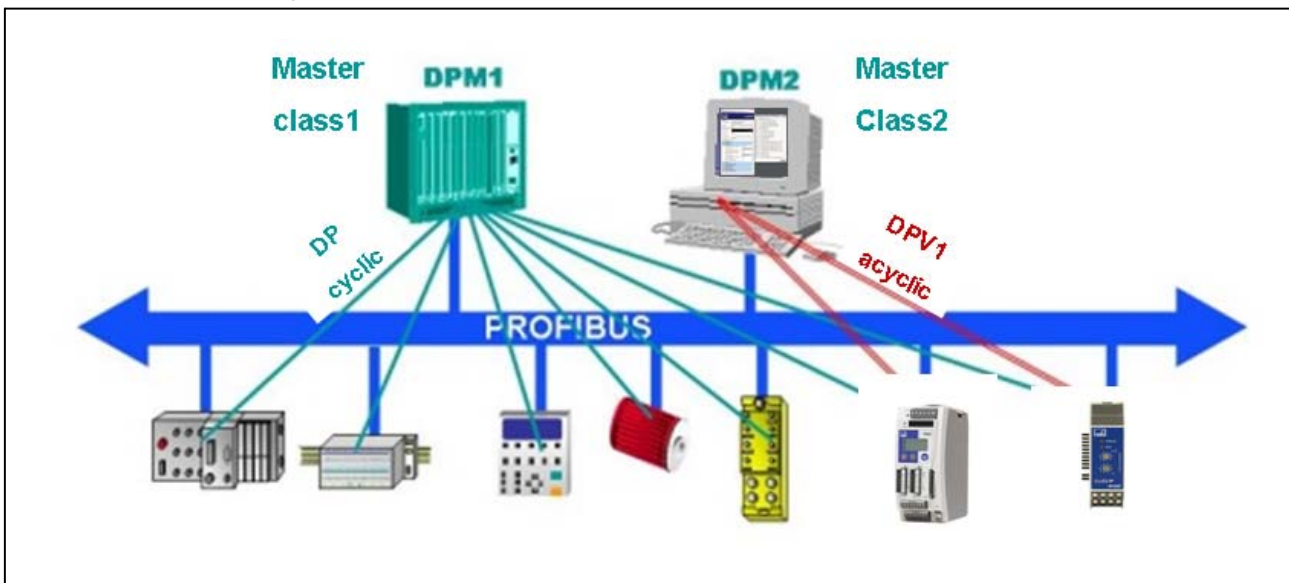 Master
class1
DPM1
DPM2
Master
Class2
DP
cyclic
DPV1
acyclic
PROFIBUS